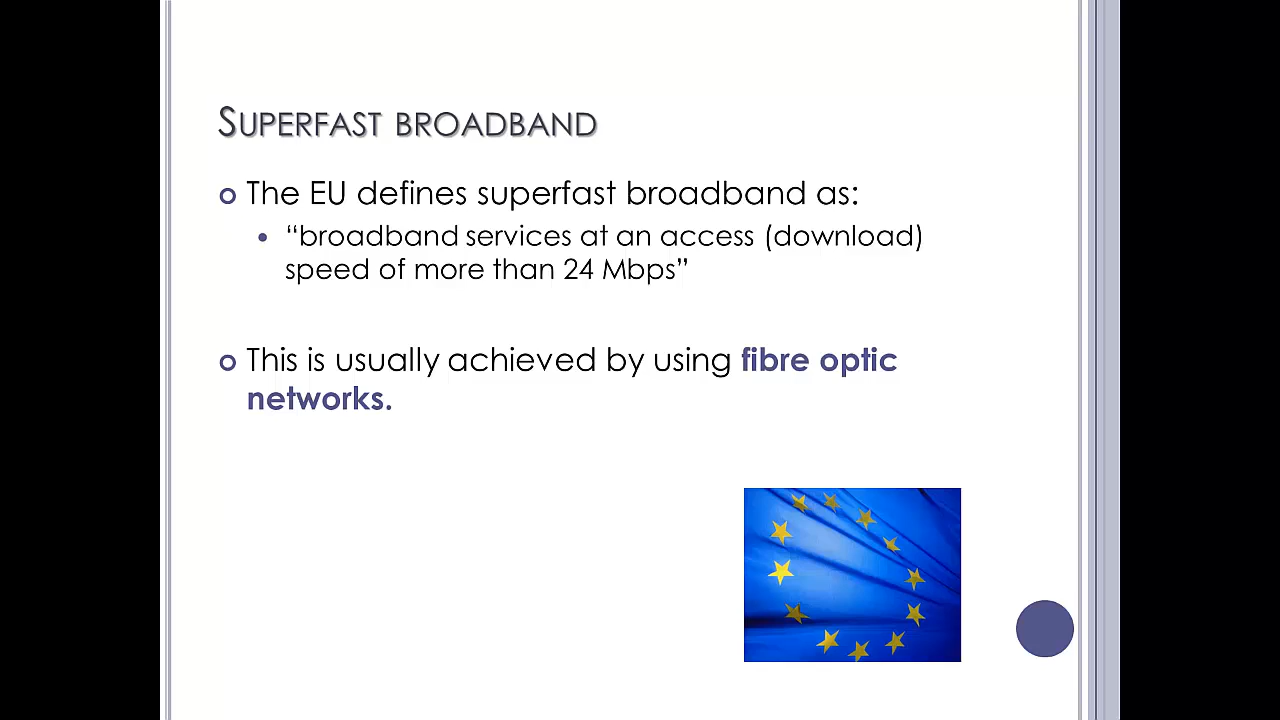 SUPERFAST BROADBAND
The EU defines superfast broadband as:
“broadband services at an access (download)
speed of more than 24 Mbps”
This is usually achieved by using fibre optic
networks.